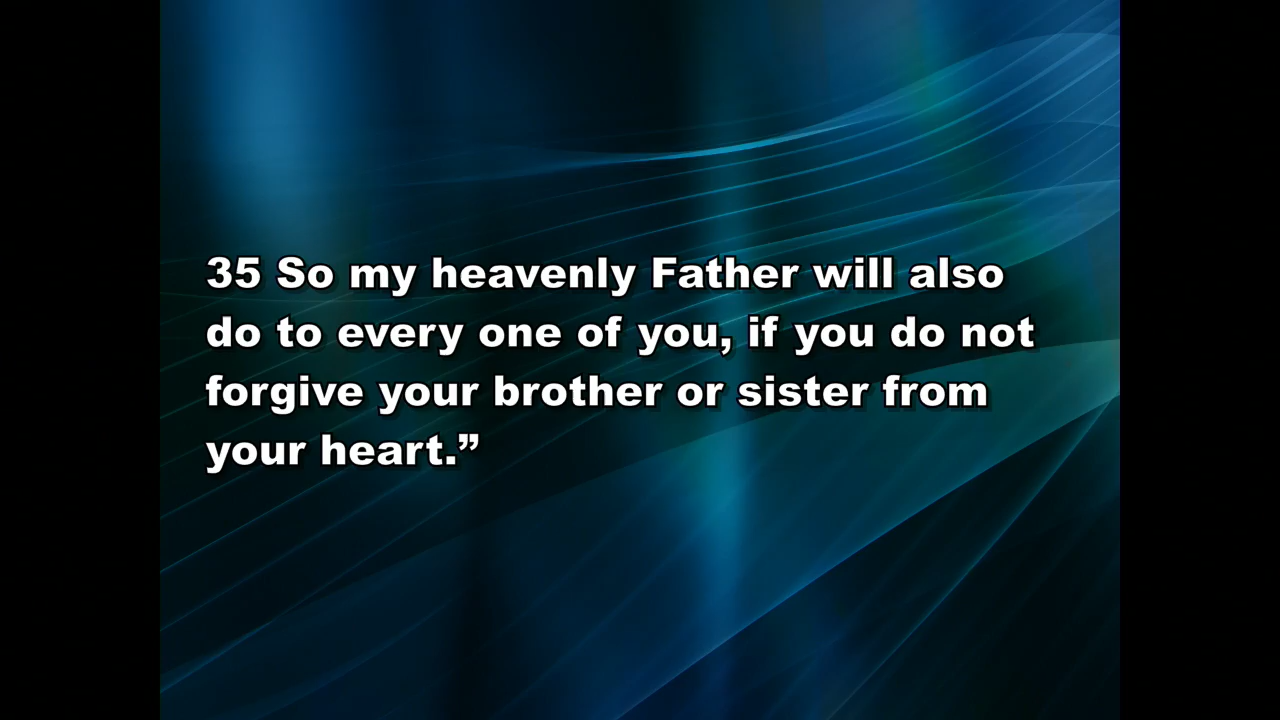 35 So my heavenly Father will also
do to every one of you, if you do not
forgive your brother or sister from
your heart.”